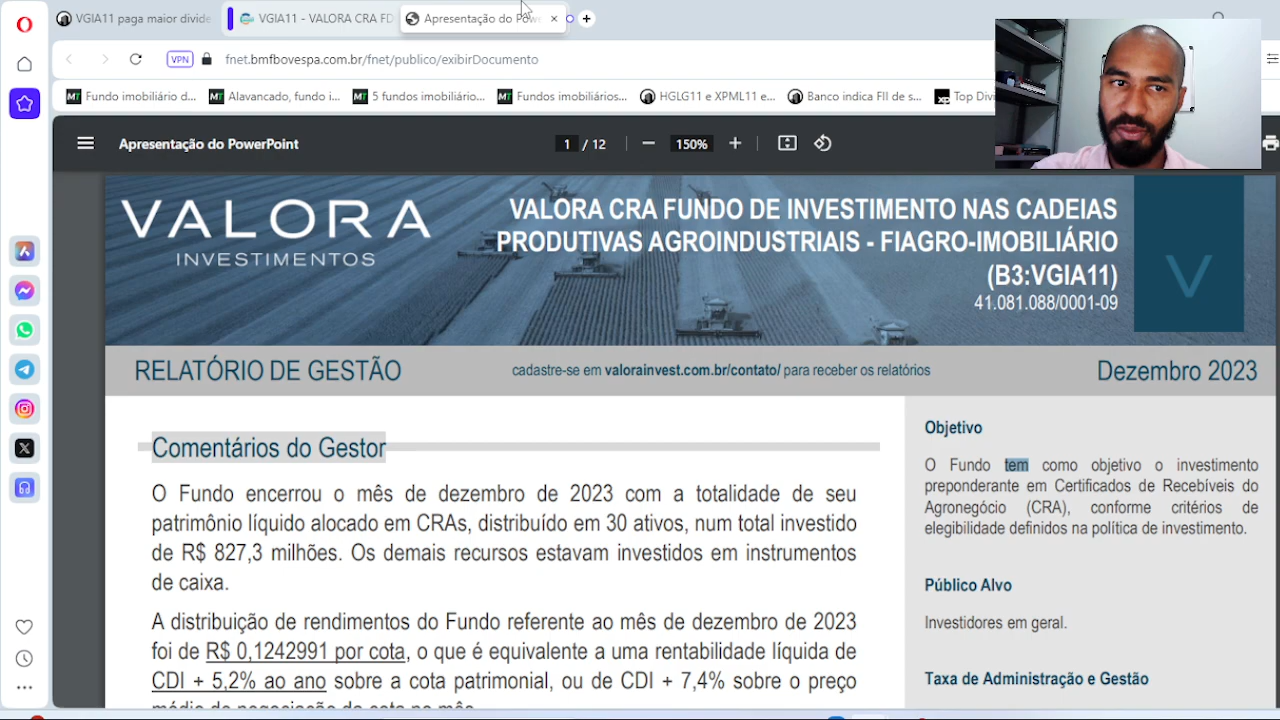 VGIA11 paga maior divide
VGIA11 - VALORA CRA FD
Apresentação do Pow
VPN
fnet.bmfbovespa.com.br/fnet/publico/exibirDocumento
Fundo imobiliário d...
Alavancado, fundo i...
5 fundos imobiliário...
Fundos imobiliários...
HGLG11 e XPML11 e...
Banco indica FII de s...
Top Div
Apresentação do PowerPoint
1 / 12
150%
VALORA
INVESTIMENTOS
VALORA CRA FUNDO DE INVESTIMENTO NAS CADEIAS
PRODUTIVAS AGROINDUSTRIAIS - FIAGRO-IMOBILIÁRIO
(B3:VGIA11)
41.081.088/0001-09
V
RELATÓRIO DE GESTÃO
cadastre-se em valorainvest.com.br/contato/ para receber os relatórios
Dezembro 2023
Comentários do Gestor
O Fundo encerrou o mês de dezembro de 2023 com a totalidade de seu
patrimônio líquido alocado em CRAs, distribuído em 30 ativos, num total investido
de R$ 827,3 milhões. Os demais recursos estavam investidos em instrumentos
de caixa.
A distribuição de rendimentos do Fundo referente ao mês de dezembro de 2023
foi de R$ 0,1242991 por cota, o que é equivalente a uma rentabilidade líquida de
CDI + 5,2% ao ano sobre a cota patrimonial, ou de CDI + 7,4% sobre o preço
médio de negociação da cota no mês
Objetivo
O Fundo tem como objetivo o investimento
preponderante em Certificados de Recebíveis do
Agronegócio (CRA), conforme critérios de
elegibilidade definidos na política de investimento.
Público Alvo
Investidores em geral.
Taxa de Administração e Gestão